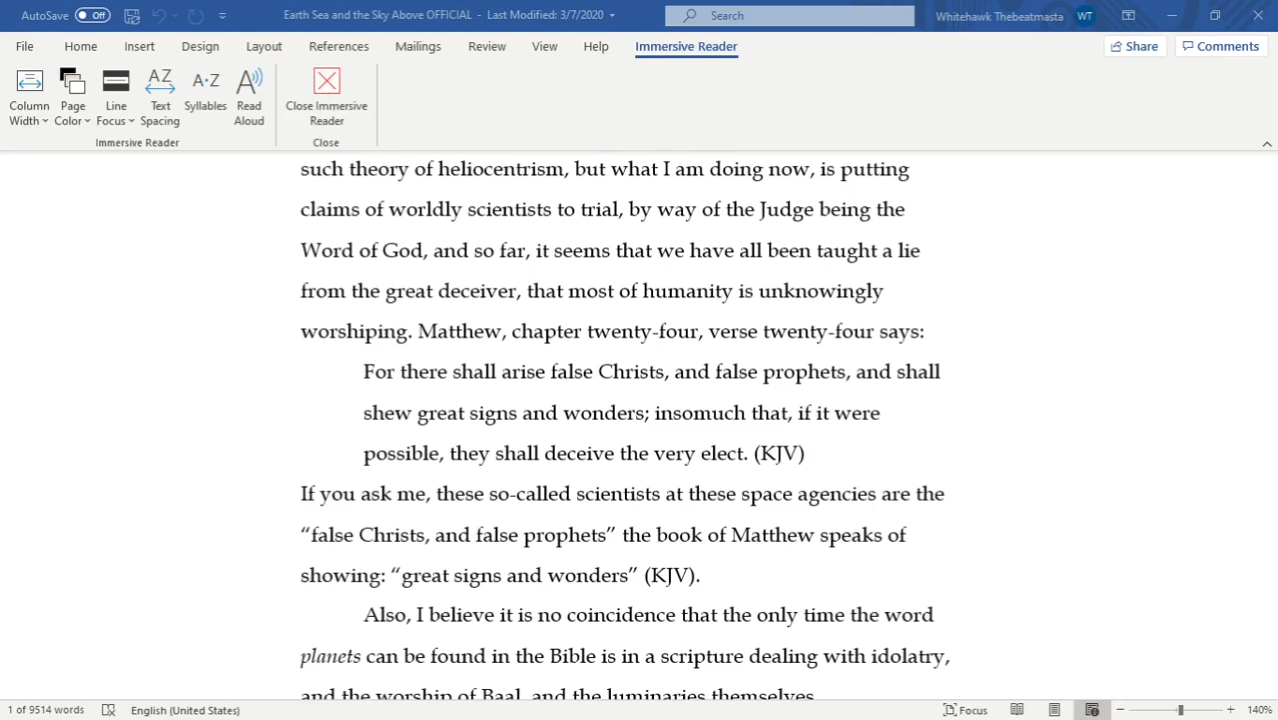 AutoSave Off Earth Sea and the Sky Above OFFICIAL - Last Modified: 3/7/2020 Search Whitehawk Thebeatmasta WT
File Home Insert Design Layout References Mailings Review View Help Immersive Reader Share Comments
Column Width Page Color Line Focus Text Spacing Syllables Read Aloud Close Immersive Reader
Immersive Reader Close
such theory of heliocentrism, but what I am doing now, is putting
claims of worldly scientists to trial, by way of the Judge being the
Word of God, and so far, it seems that we have all been taught a lie
from the great deceiver, that most of humanity is unknowingly
worshiping. Matthew, chapter twenty-four, verse twenty-four says:
For there shall arise false Christs, and false prophets, and shall
shew great signs and wonders; insomuch that, if it were
possible, they shall deceive the very elect. (KJV)
If you ask me, these so-called scientists at these space agencies are the
“false Christs, and false prophets” the book of Matthew speaks of
showing: “great signs and wonders” (KJV).
Also, I believe it is no coincidence that the only time the word
planets can be found in the Bible is in a scripture dealing with idolatry,
and the worship of Baal, and the luminaries themselves.
1 of 9514 words English (United States) Focus 140%